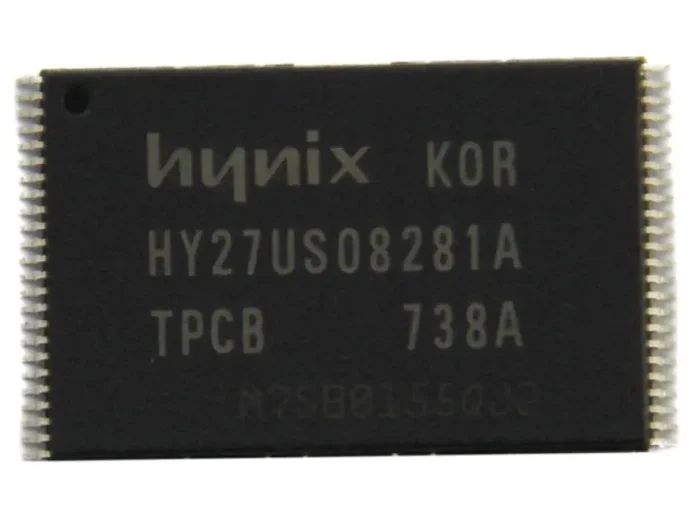 hynix KOR
HY27US08281A
TPCB 738A